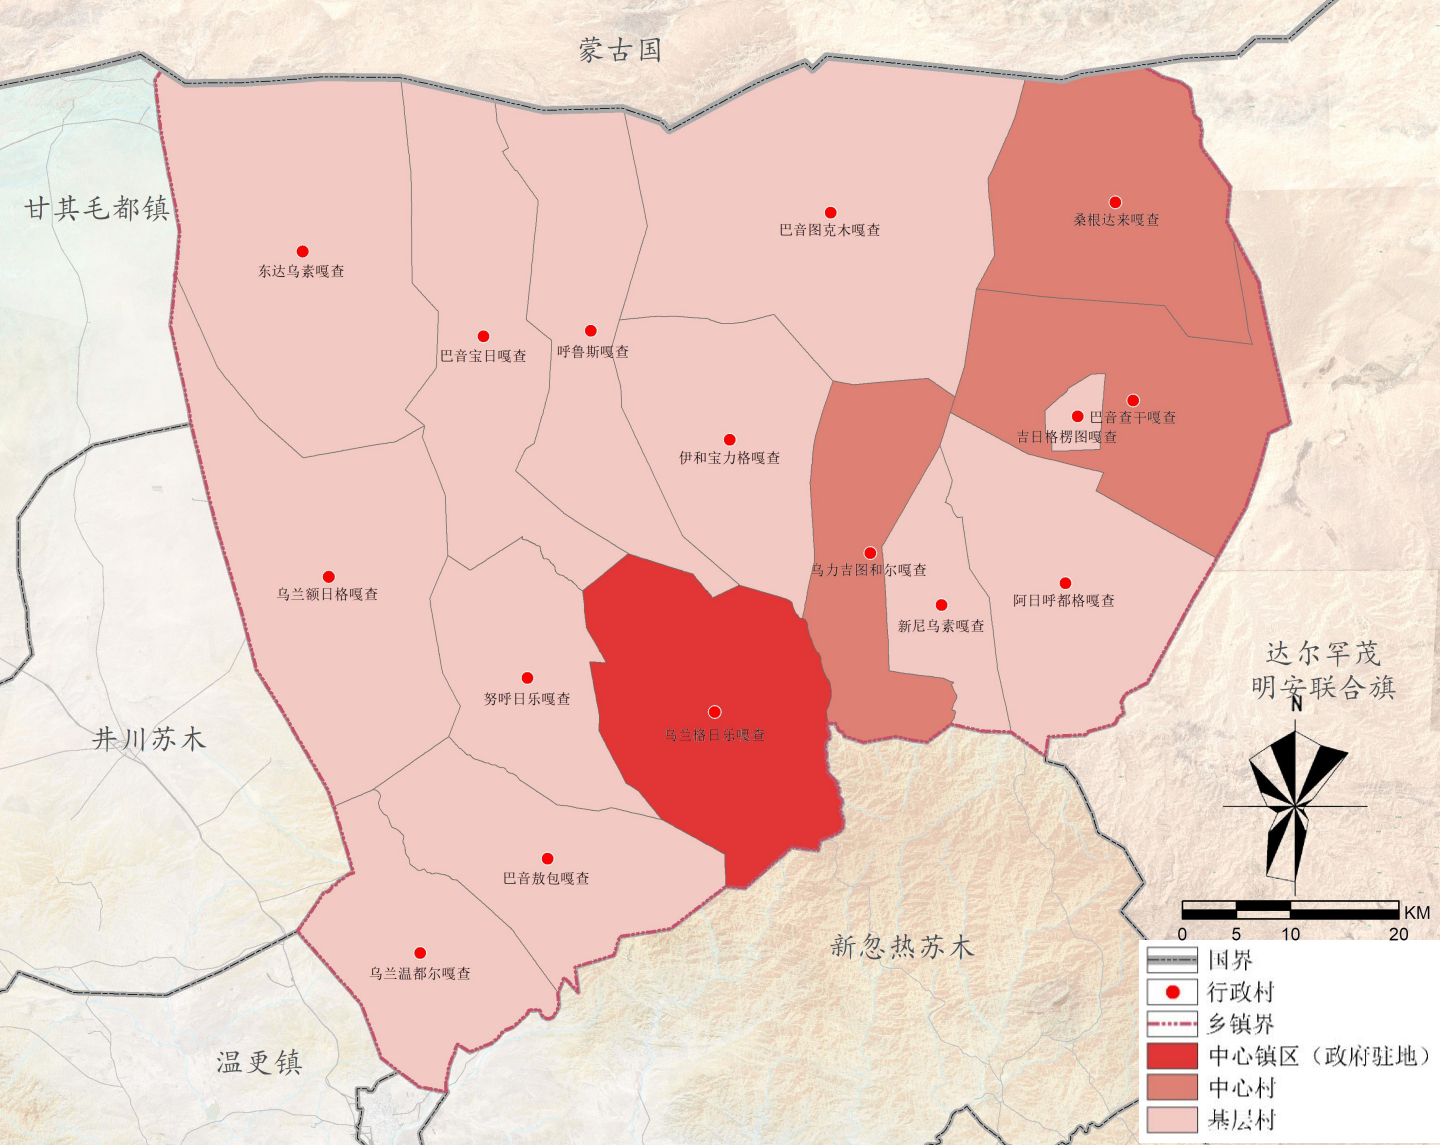 蒙古国
甘其毛都镇
桑根达来嘎查
巴音图克木嘎查
东达乌素嘎查
巴音宝日嘎查
呼鲁斯嘎查
巴音查干嘎查
吉日格楞图嘎查
伊和宝力格嘎查
乌力吉图和尔嘎查
乌兰额日格嘎查
阿日呼都格嘎查
新尼乌素嘎查
达尔罕茂
明安联合旗
努呼日乐嘎查
N
乌兰格日乐嘎查
井川苏木
巴音敖包嘎查
KM
0 5 10 20
新忽热苏木
乌兰温都尔嘎查
温更镇
国界
行政村
乡镇界
中心镇区（政府驻地）
中心村
基层村